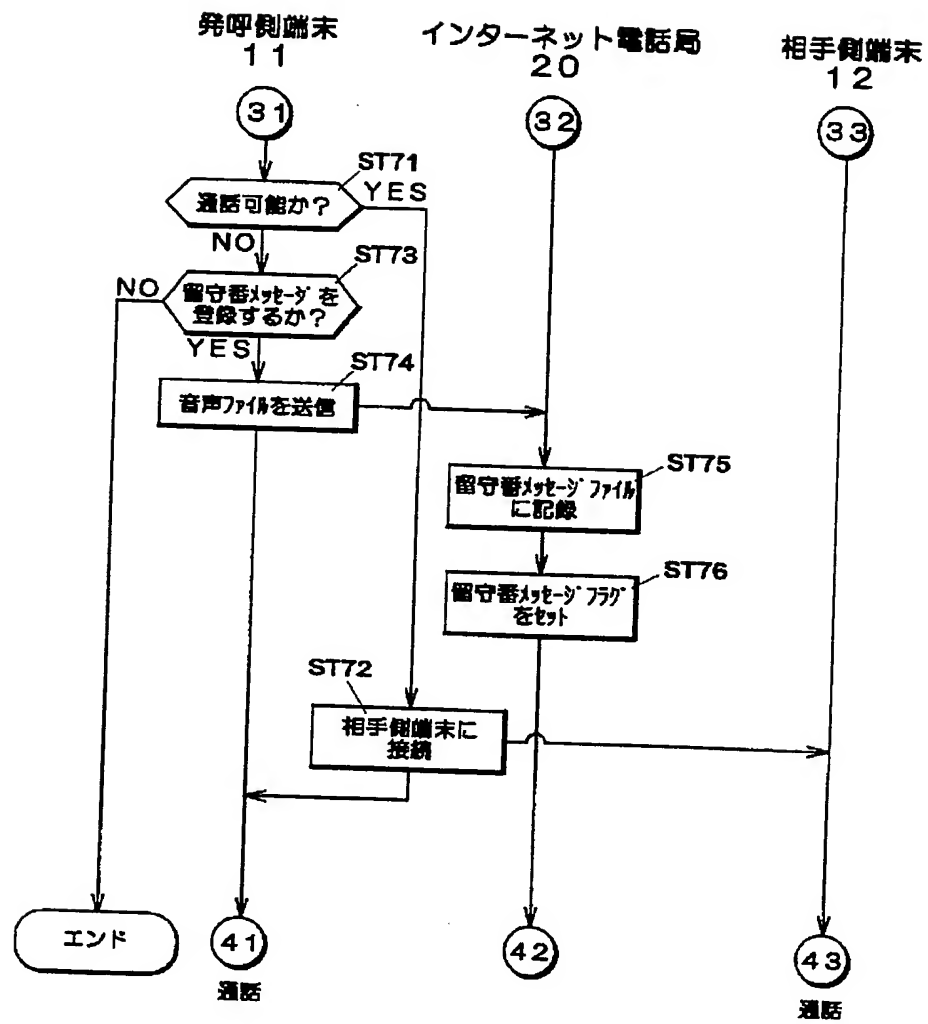 発呼側端末
11
インターネット電話局
20
相手側端末
12
31
32
33
ST71
通話可能か?
YES
NO
ST73
NO
留守番メッセージを
登録するか?
YES
ST74
音声ファイルを送信
ST75
留守番メッセージファイル
に記録
ST76
留守番メッセージフラグ
をセット
ST72
相手側端末に
接続
エンド
41
42
43
通話
通話